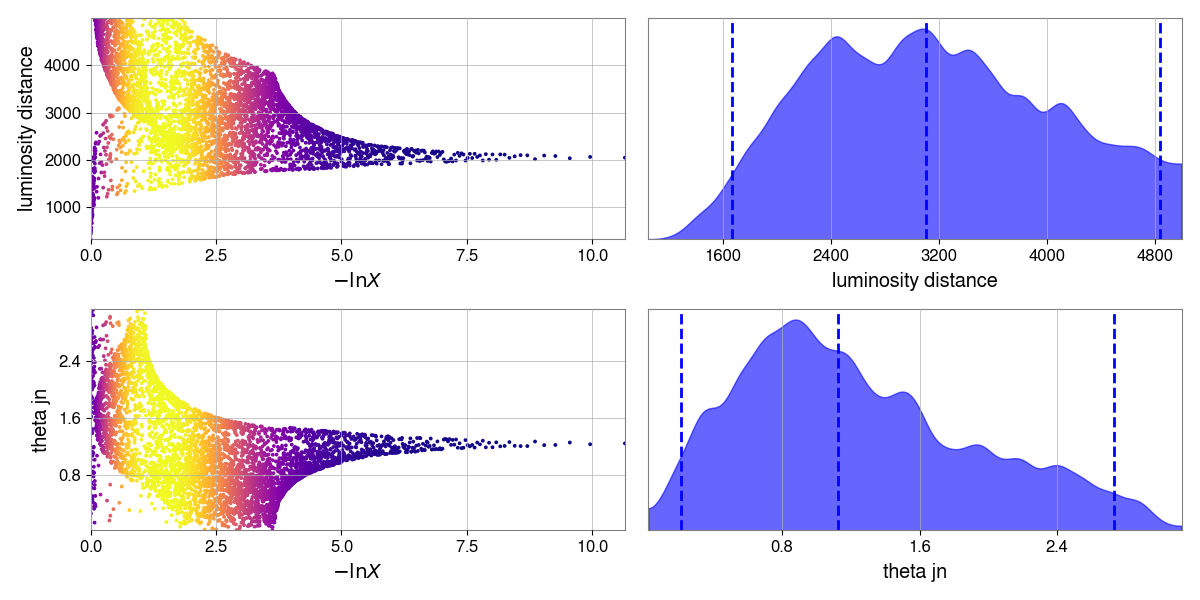 luminosity distance
4000
3000
2000
1000
0.0 2.5 5.0 7.5 10.0
−lnX
1600 2400 3200 4000 4800
luminosity distance
theta jn
2.4
1.6
0.8
0.0 2.5 5.0 7.5 10.0
−lnX
0.8 1.6 2.4
theta jn